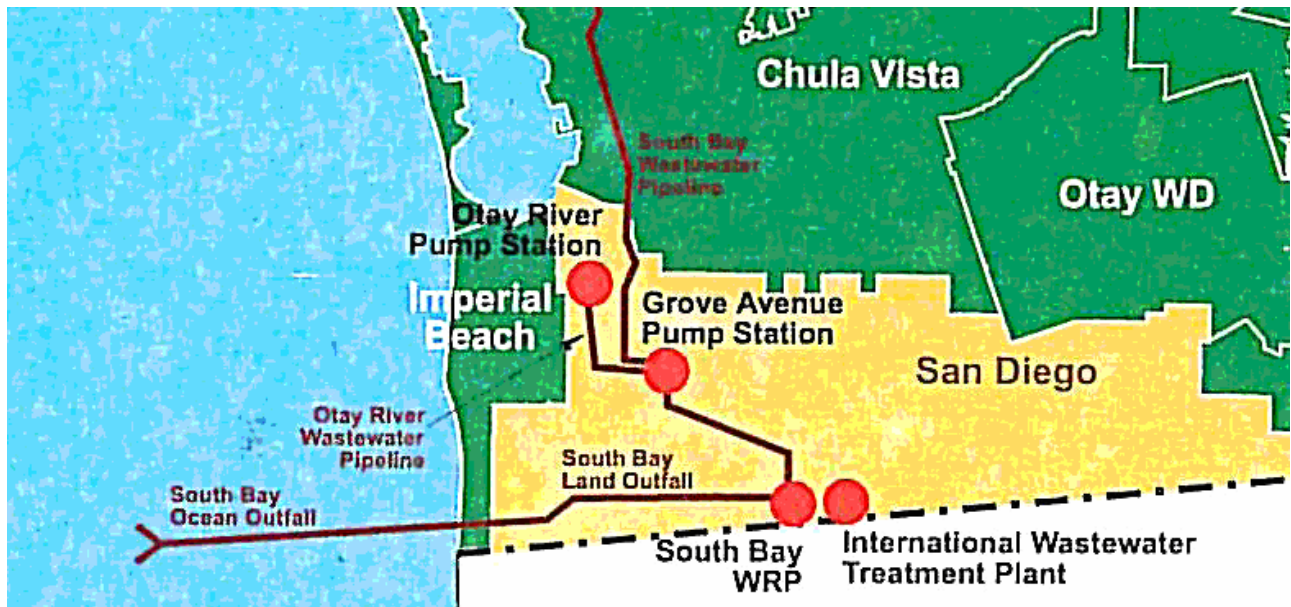 Chula Vista
South Bay
Wastewater
Pipeline
Otay WD
Otay River
Pump Station
Imperial
Beach
Grove Avenue
Pump Station
San Diego
Otay River
Wastewater
Pipeline
South Bay
Land Outfall
South Bay
Ocean Outfall
South Bay
WRP
International Wastewater
Treatment Plant